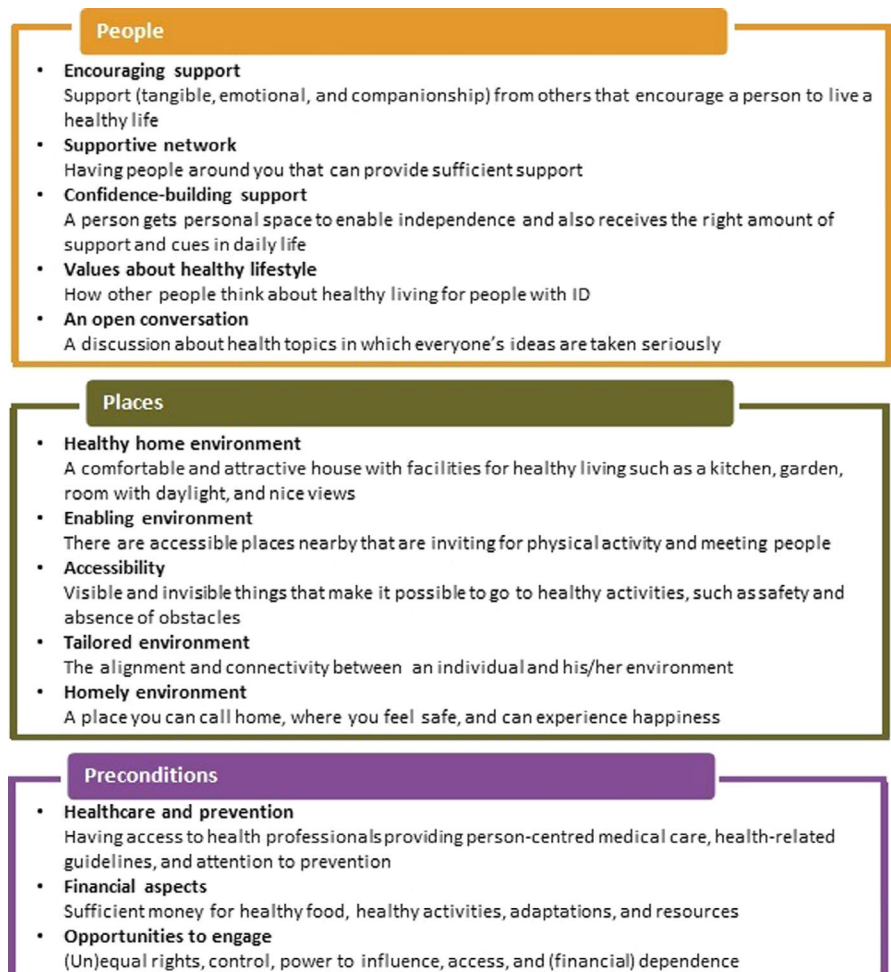 People
• Encouraging support
Support (tangible, emotional, and companionship) from others that encourage a person to live a
healthy life
• Supportive network
Having people around you that can provide sufficient support
• Confidence-building support
A person gets personal space to enable independence and also receives the right amount of
support and cues in daily life
• Values about healthy lifestyle
How other people think about healthy living for people with ID
• An open conversation
A discussion about health topics in which everyone's ideas are taken seriously
Places
• Healthy home environment
A comfortable and attractive house with facilities for healthy living such as a kitchen, garden,
room with daylight, and nice views
• Enabling environment
There are accessible places nearby that are inviting for physical activity and meeting people
• Accessibility
Visible and invisible things that make it possible to go to healthy activities, such as safety and
absence of obstacles
• Tailored environment
The alignment and connectivity between an individual and his/her environment
• Homely environment
A place you can call home, where you feel safe, and can experience happiness
Preconditions
• Healthcare and prevention
Having access to health professionals providing person-centred medical care, health-related
guidelines, and attention to prevention
• Financial aspects
Sufficient money for healthy food, healthy activities, adaptations, and resources
• Opportunities to engage
(Un)equal rights, control, power to influence, access, and (financial) dependence